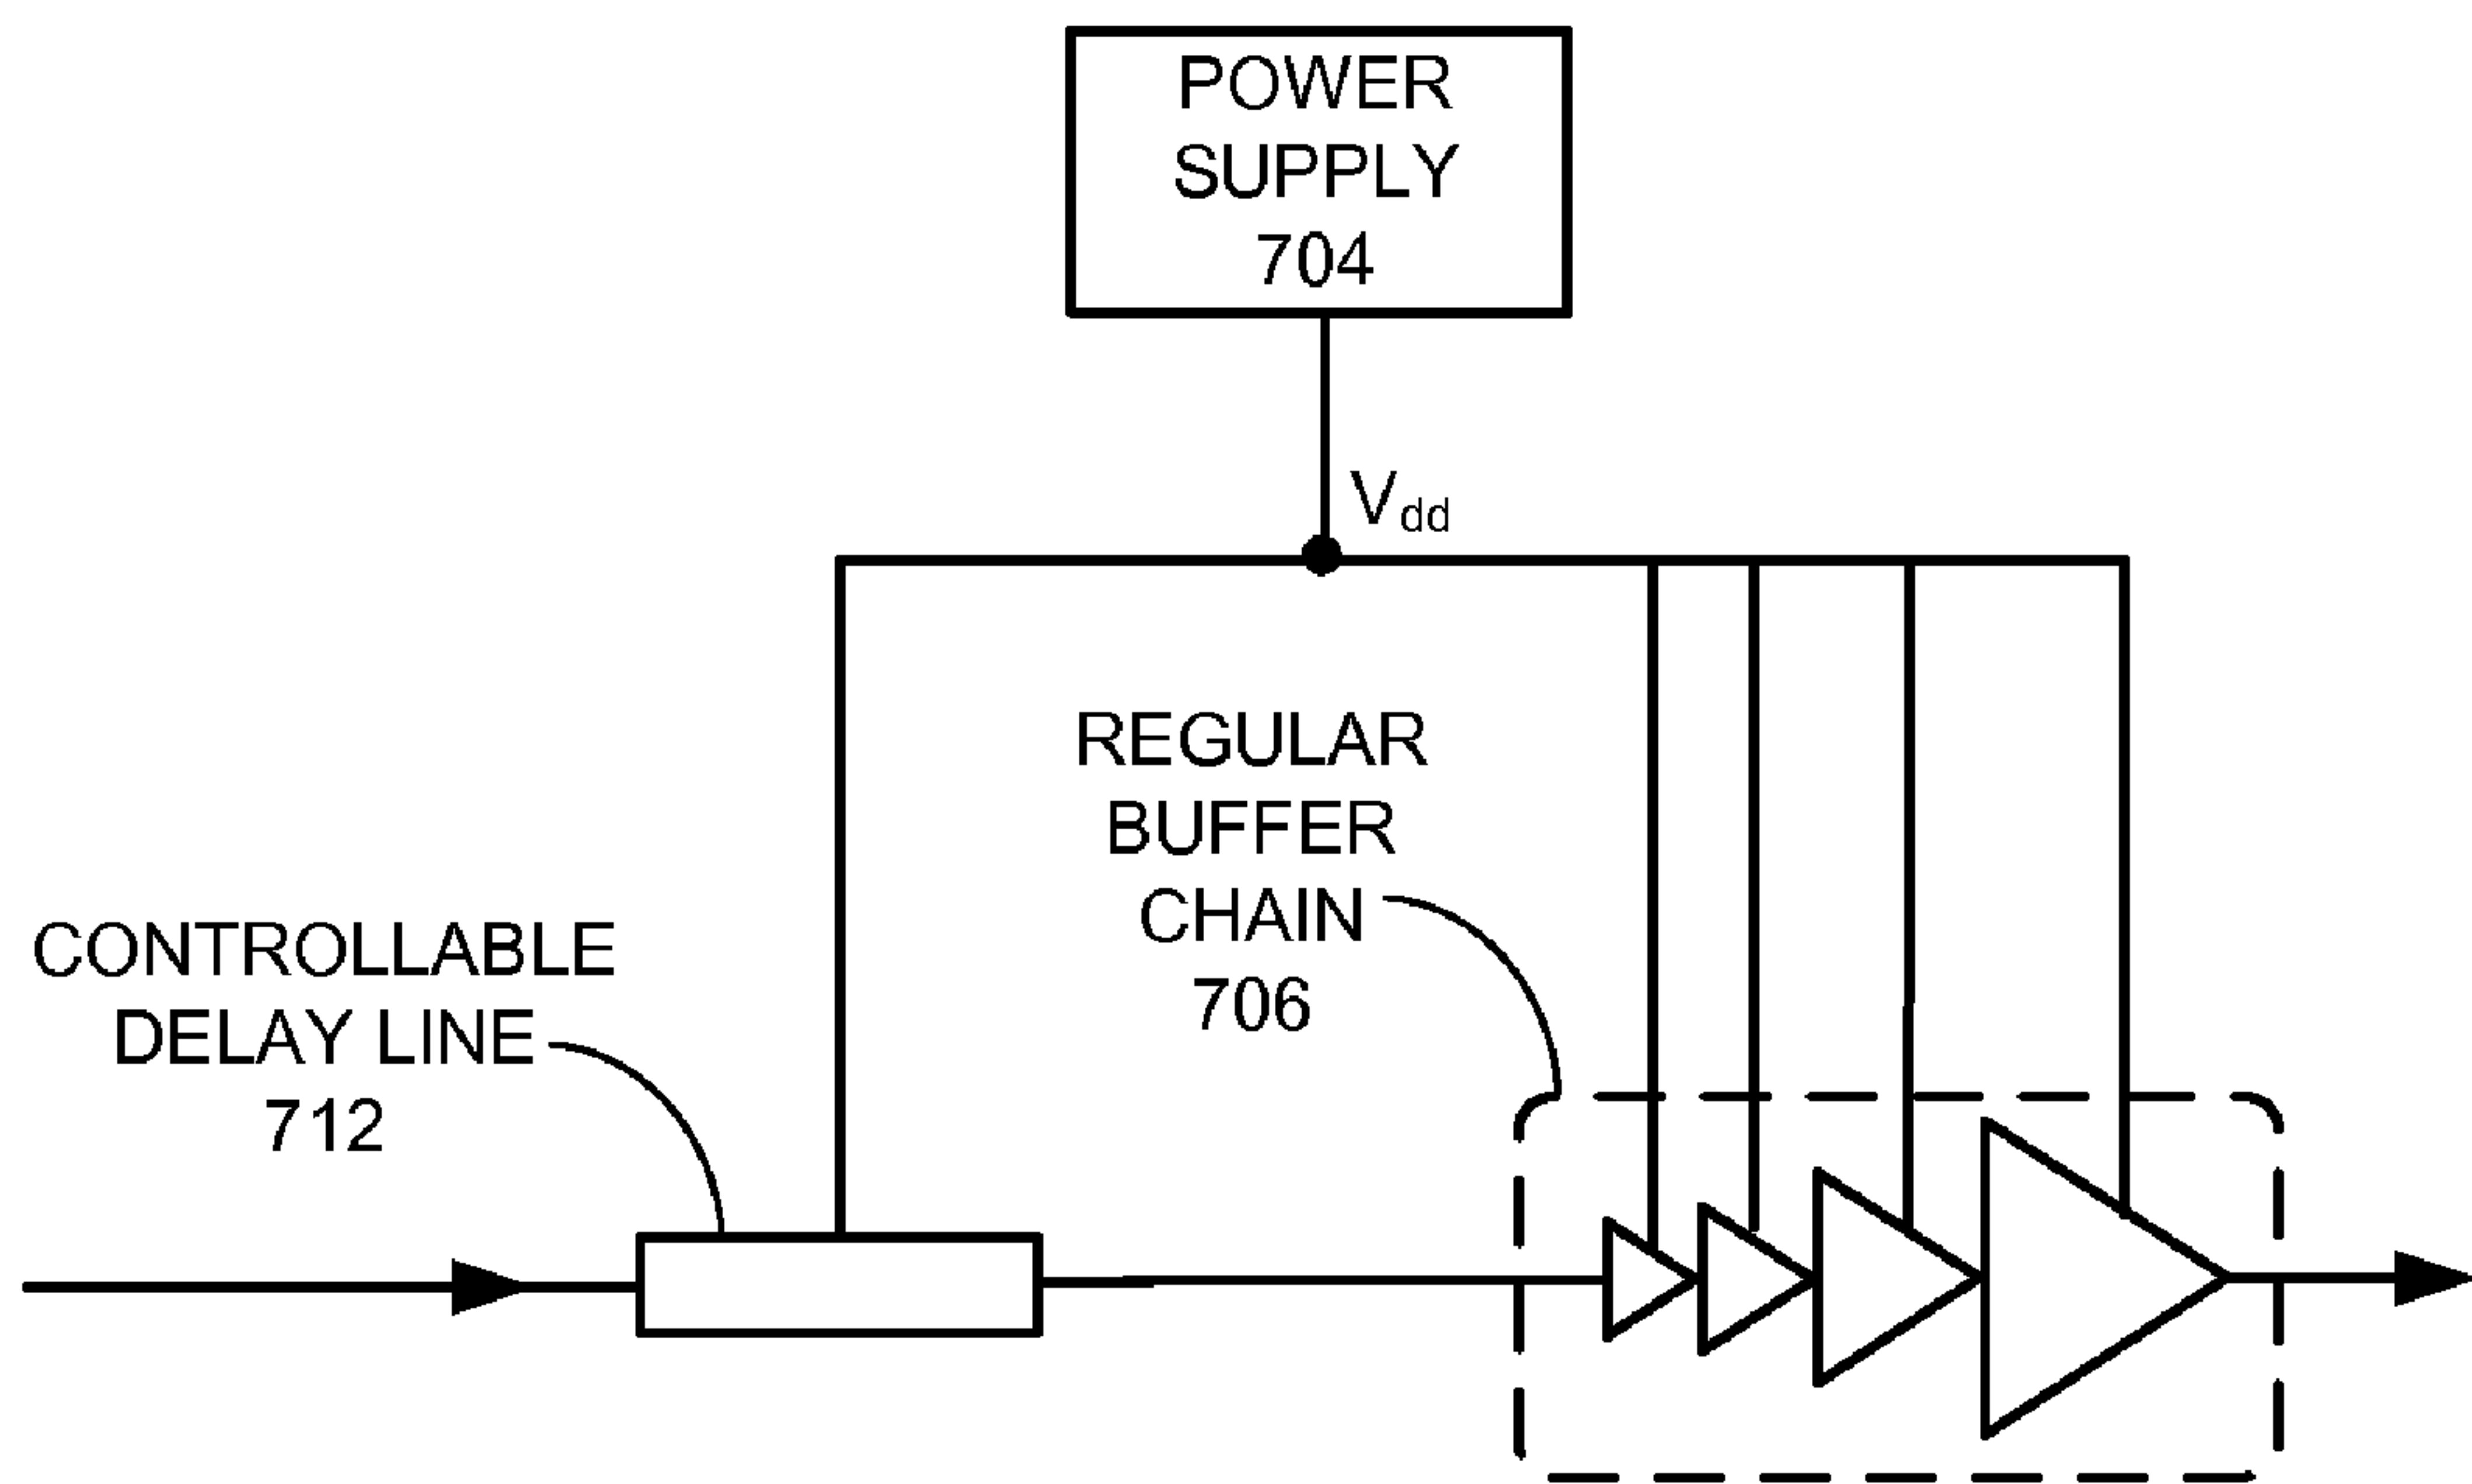 POWER
SUPPLY
704
Vdd
REGULAR
BUFFER
CHAIN
706
CONTROLLABLE
DELAY LINE
712